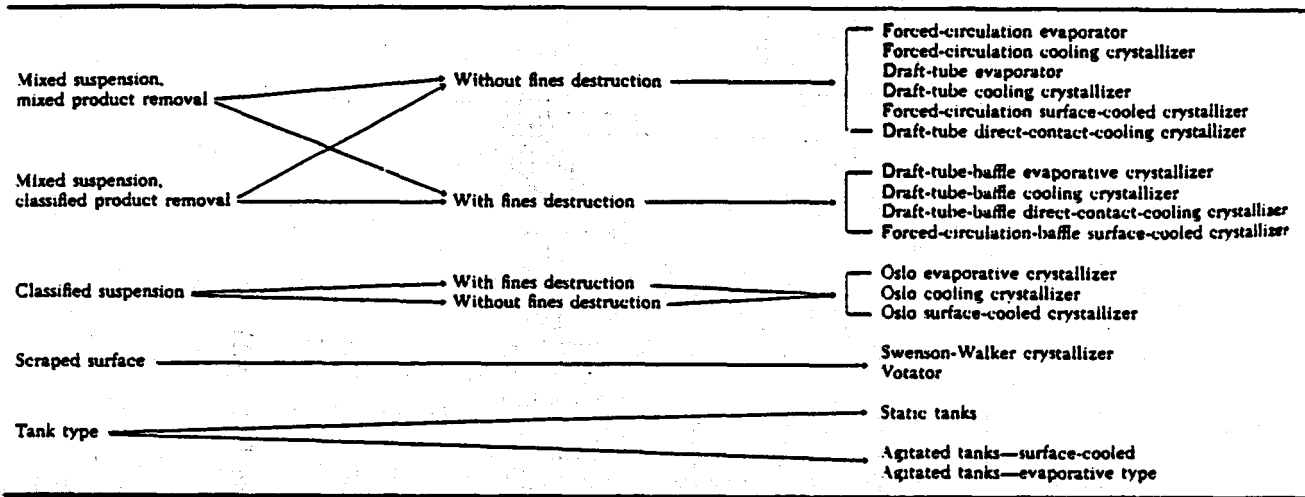 Mixed suspension,
mixed product removal
Without fines destruction
Forced-circulation evaporator
Forced-circulation cooling crystallizer
Draft-tube evaporator
Draft-tube cooling crystallizer
Forced-circulation surface-cooled crystallizer
Draft-tube direct-contact-cooling crystallizer
Mixed suspension,
classified product removal
With fines destruction
Draft-tube-baffle evaporative crystallizer
Draft-tube-baffle cooling crystallizer
Draft-tube-baffle direct-contact-cooling crystallizer
Forced-circulation-baffle surface-cooled crystallizer
Classified suspension
With fines destruction
Without fines destruction
Oslo evaporative crystallizer
Oslo cooling crystallizer
Oslo surface-cooled crystallizer
Scraped surface
Swenson-Walker crystallizer
Votator
Tank type
Static tanks
Agitated tanks—surface-cooled
Agitated tanks—evaporative type